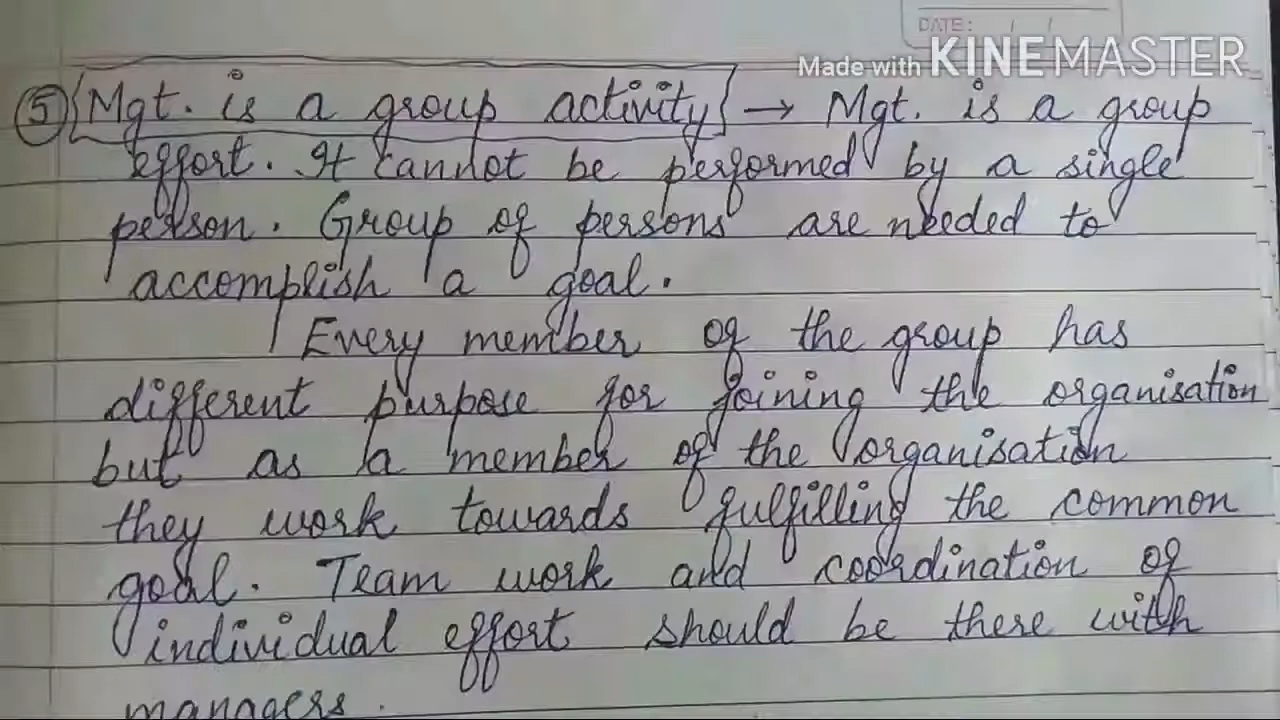 DATE: / /
Made with KINEMASTER
5 Mgt. is a group activity → Mgt. is a group
effort. It cannot be performed by a single
person. Group of persons are needed to
accomplish a goal.
Every member of the group has
different purpose for joining the organisation
but as a member of the organisation
they work towards fulfilling the common
goal. Team work and coordination of
individual effort should be there with
managers.